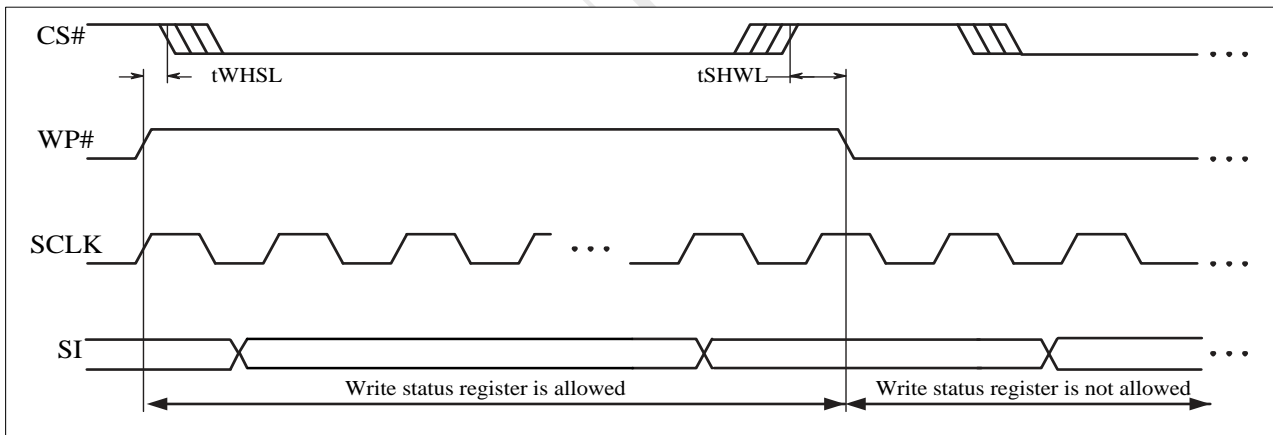 CS#
tWHSL
tSHWL
WP#
SCLK
SI
Write status register is allowed
Write status register is not allowed